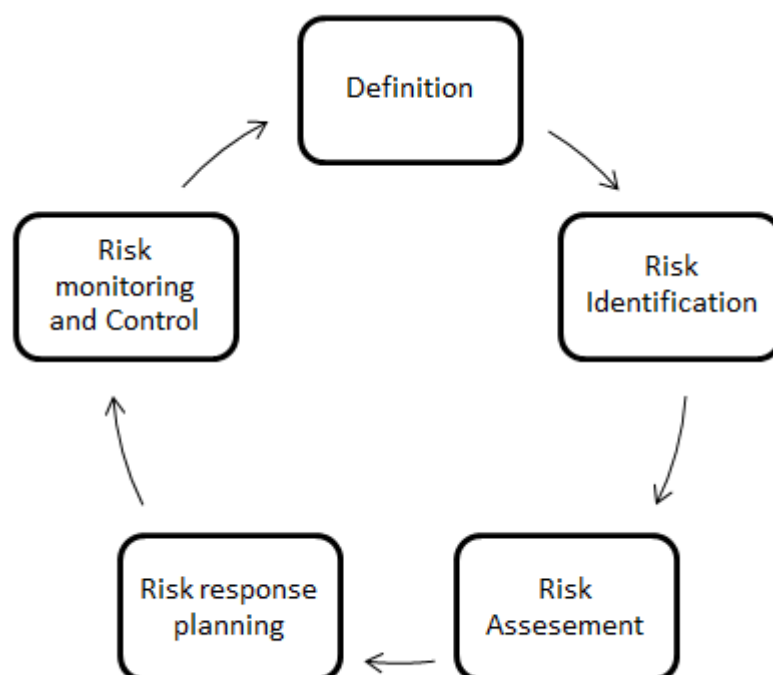 Definition
Risk
Identification
Risk
Assesement
Risk response
planning
Risk
monitoring
and Control